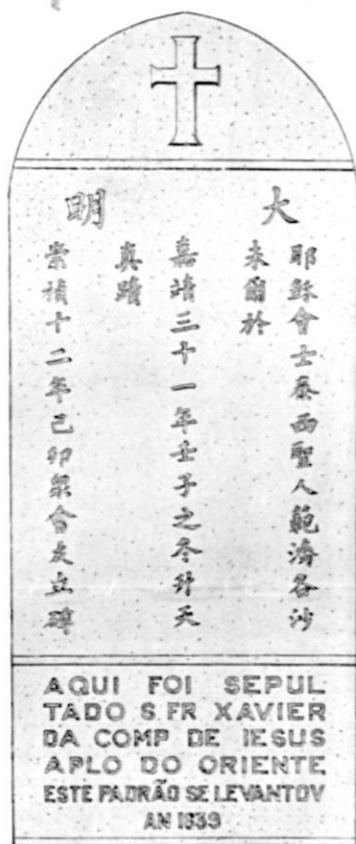 大明
耶穌會士泰西聖人範濟各沙
未爾於
嘉靖三十一年壬子之冬升天
真蹟
崇禎十二年己卯衆會友立碑
AQUI FOI SEPUL
TADO S. FR XAVIER
DA COMP DE IESUS
APLO DO ORIENTE
ESTE PADRÃO SE LEVANTOV
AN 1639